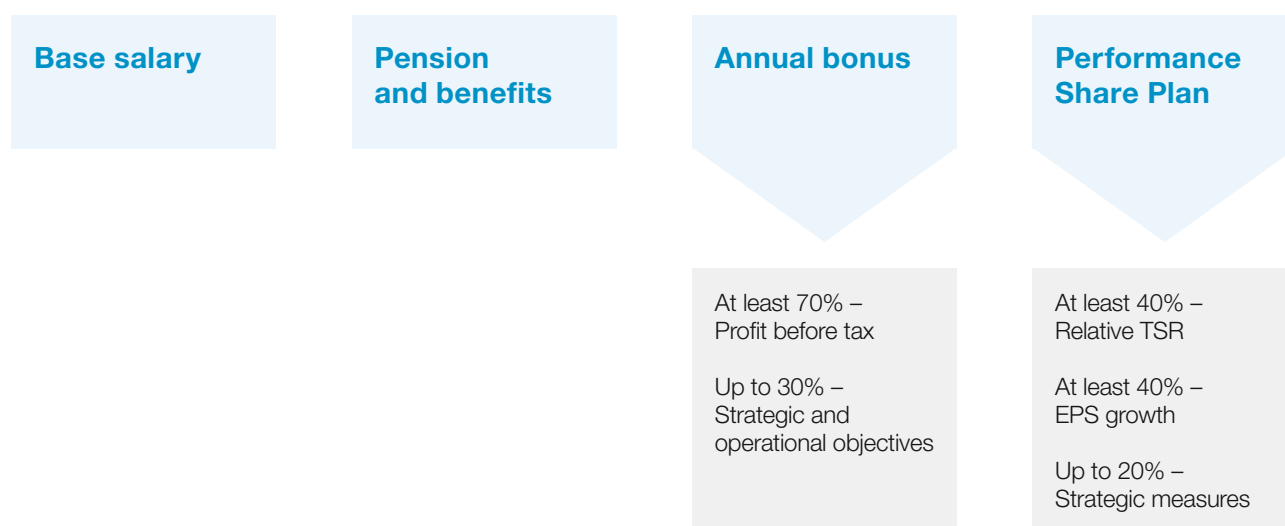 Base salary
Pension
and benefits
Annual bonus
Performance
Share Plan
At least 70% –
Profit before tax
Up to 30% –
Strategic and
operational objectives
At least 40% –
Relative TSR
At least 40% –
EPS growth
Up to 20% –
Strategic measures